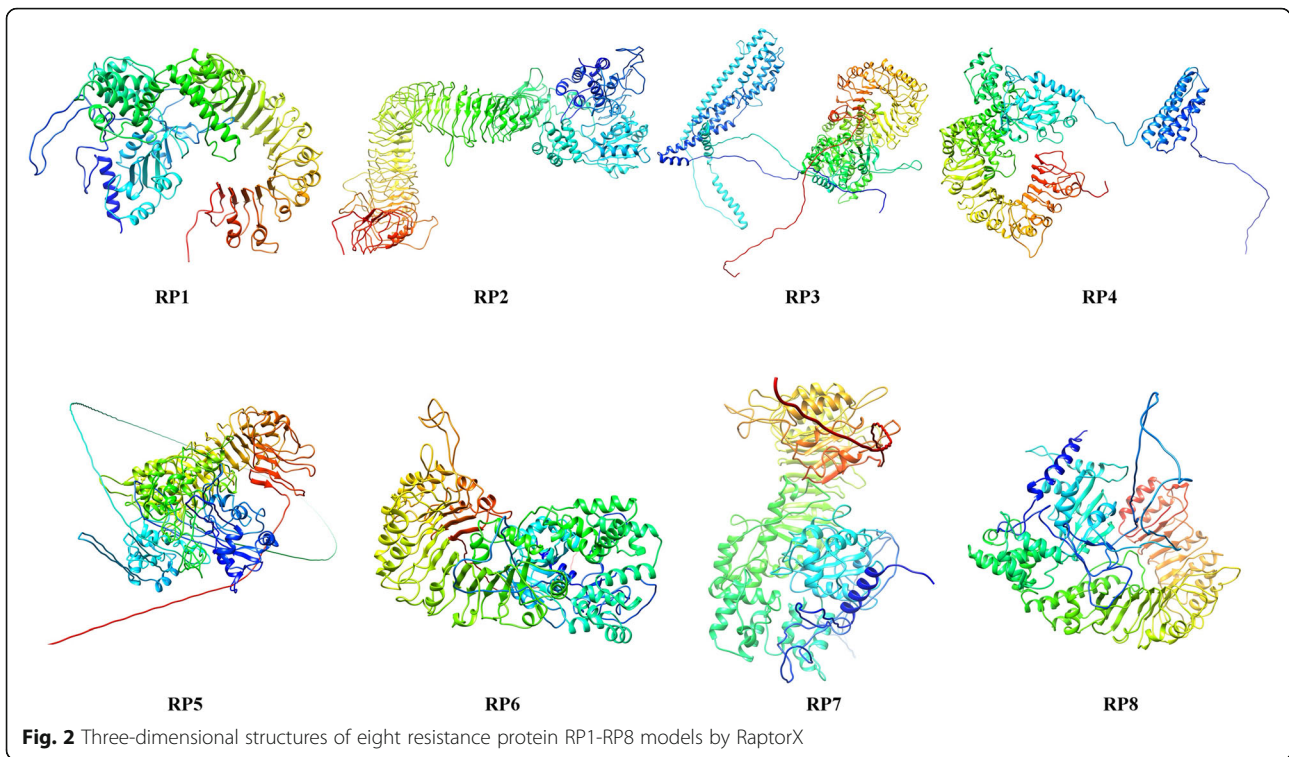 RP1 RP2 RP3 RP4
RP5 RP6 RP7 RP8
Fig. 2 Three-dimensional structures of eight resistance protein RP1-RP8 models by RaptorX